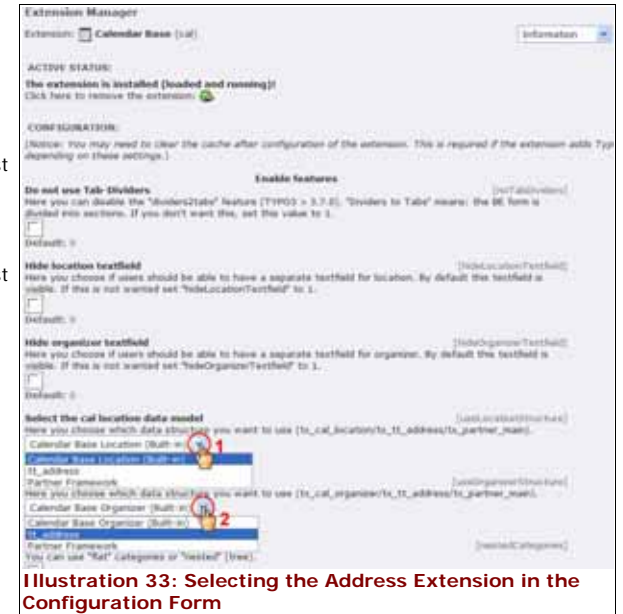 Extension Manager
Extension: Calendar Base (cal)
Information
ACTIVE STATUS:
The extension is installed (loaded and running)!
Click here to remove the extension:
CONFIGURATION:
(Notice: You may need to clear the cache after configuration of the extension. This is required if the extension adds Typ
depending on these settings.)
Enable features
Do not use Tab-Dividers
[noTabDividers]
Here you can disable the "dividers2tabs" feature (TYPO3 > 3.7.0). "Dividers to Tabs" means: the BE form is
divided into sections. If you don't want this, set this value to 1.
Default: 0
st
Hide location textfield
[hideLocationTextfield]
Here you choose if users should be able to have a separate textfield for location. By default this textfield is
visible. If this is not wanted set "hideLocationTextfield" to 1.
Default: 0
st
Hide organizer textfield
[hideOrganizerTextfield]
Here you choose if users should be able to have a separate textfield for organizer. By default this textfield is
visible. If this is not wanted set "hideOrganizerTextfield" to 1.
Default: 0
Select the cal location data model
[useLocationStructure]
Here you choose which data structure you want to use (tx_cal_location/tx_tt_address/tx_partner_main).
Calendar Base Location (Built-in)
1
Calendar Base Location (Built-in)
tt_address
Partner Framework
[useOrganizerStructure]
Here you choose which data structure you want to use (tx_cal_organizer/tx_tt_address/tx_partner_main).
Calendar Base Organizer (Built-in)
2
Calendar Base Organizer (Built-in)
tt_address
Partner Framework
[nestedCategories]
You can use "flat" categories or "nested" (tree).
Illustration 33: Selecting the Address Extension in the
Configuration Form